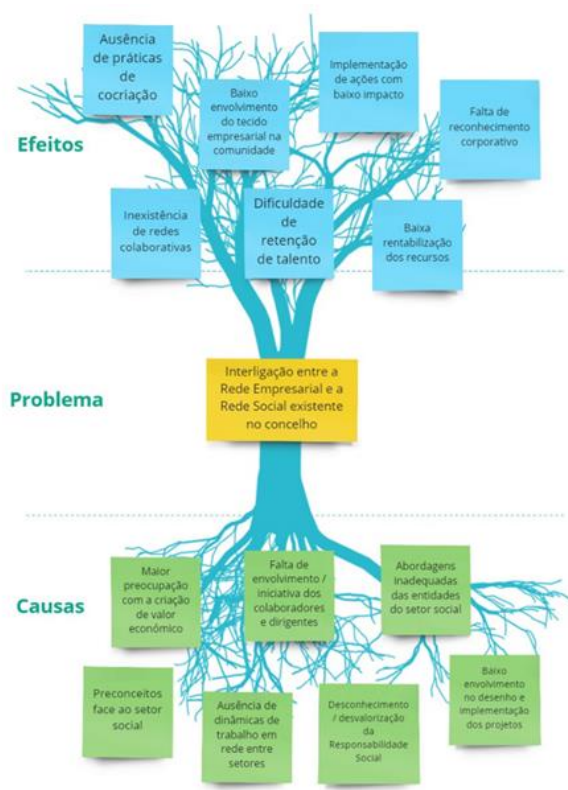 Ausência
de práticas
de
cocriação
Baixo
envolvimento
do tecido
empresarial na
comunidade
Implementação
de ações com
baixo impacto
Falta de
reconhecimento
corporativo
Efeitos
Inexistência
de redes
colaborativas
Dificuldade
de
retenção
de talento
Baixa
rentabilização
dos recursos
Problema
Interligação entre a
Rede Empresarial e a
Rede Social existente
no concelho
Causas
Maior
preocupação
com a criação
de valor
económico
Falta de
envolvimento /
iniciativa dos
colaboradores
e dirigentes
Abordagens
inadequadas
das entidades
do setor social
Preconceitos
face ao setor
social
Ausência de
dinâmicas de
trabalho em
rede entre
setores
Desconhecimento
/ desvalorização
da
Responsabilidade
Social
Baixo
envolvimento
no desenho e
implementação
dos projetos